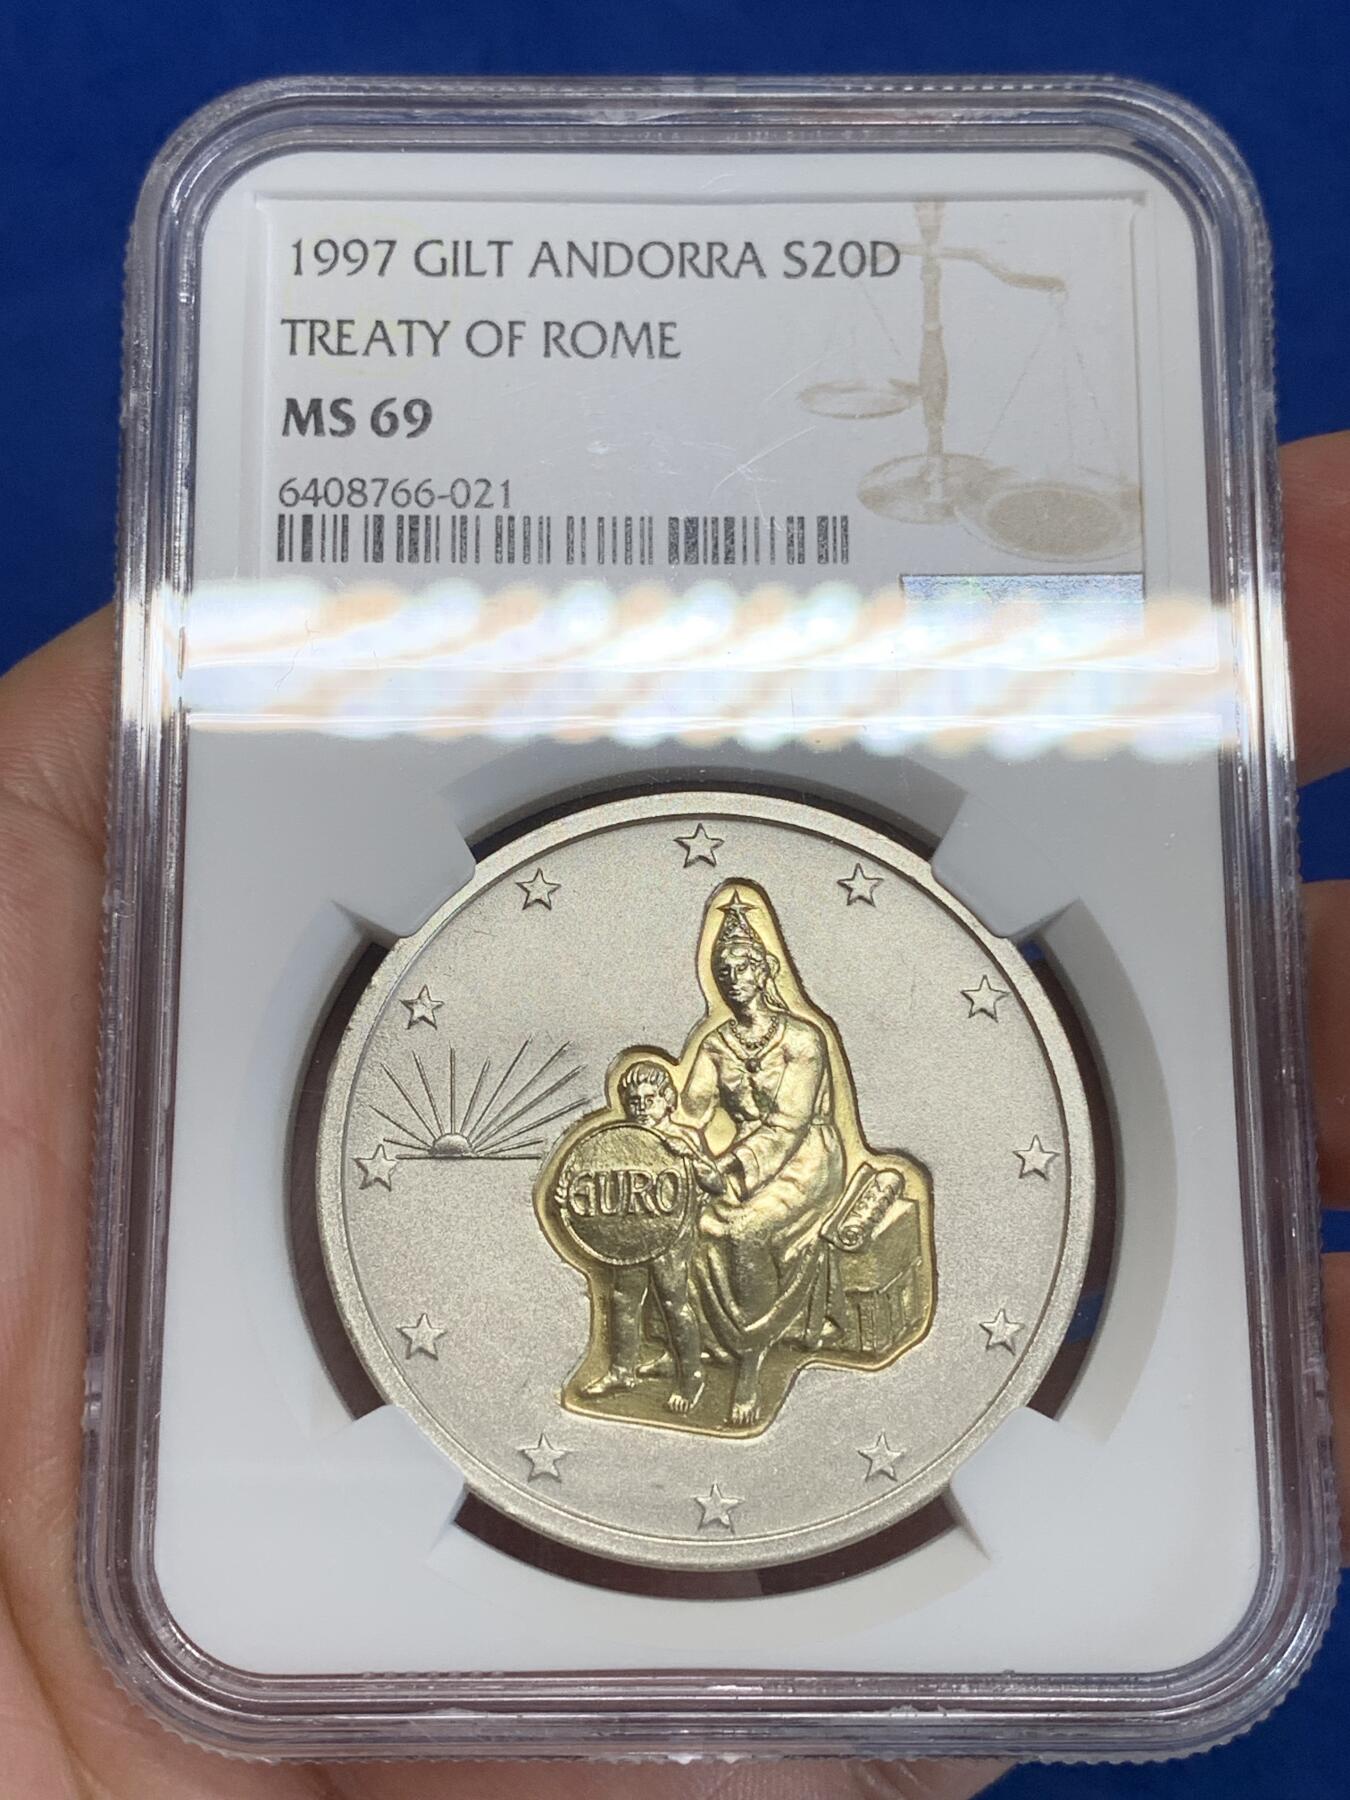 1997 GILT ANDORRA S20D
TREATY OF ROME
MS 69
6408766-021
EURO